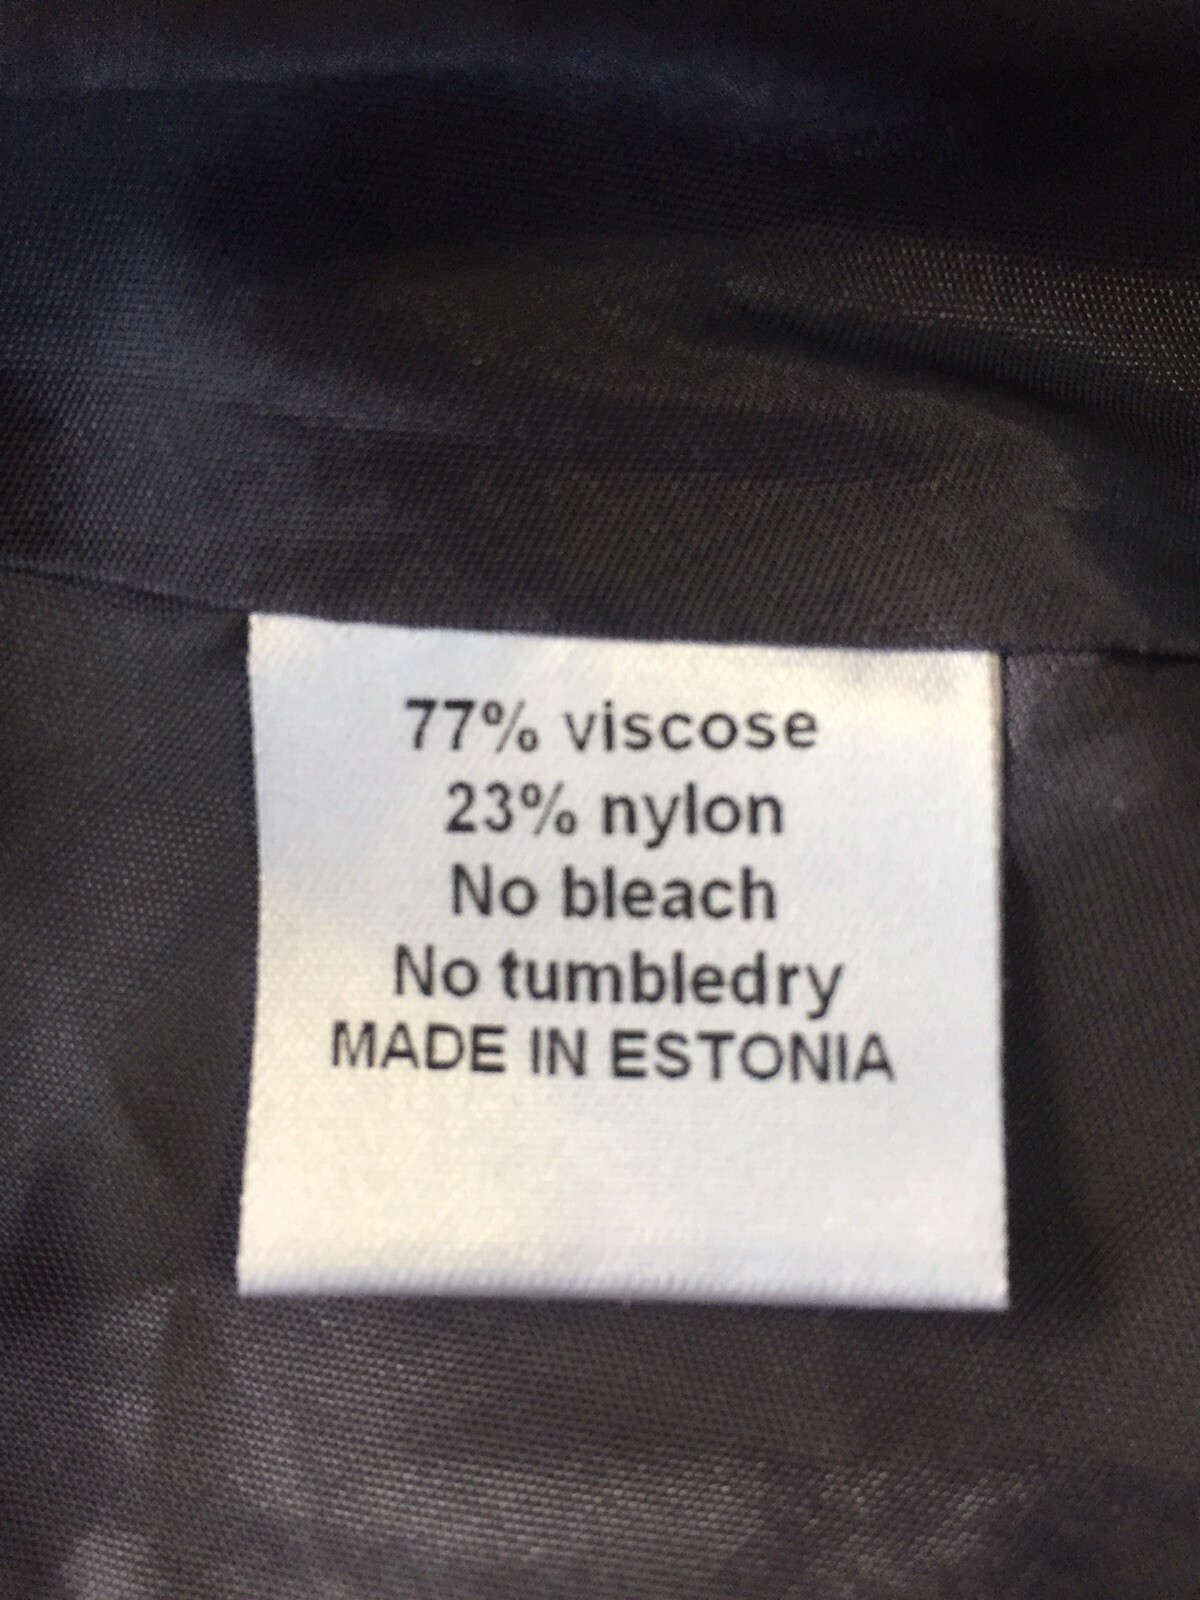 77% viscose
23% nylon
No bleach
No tumbledry
MADE IN ESTONIA